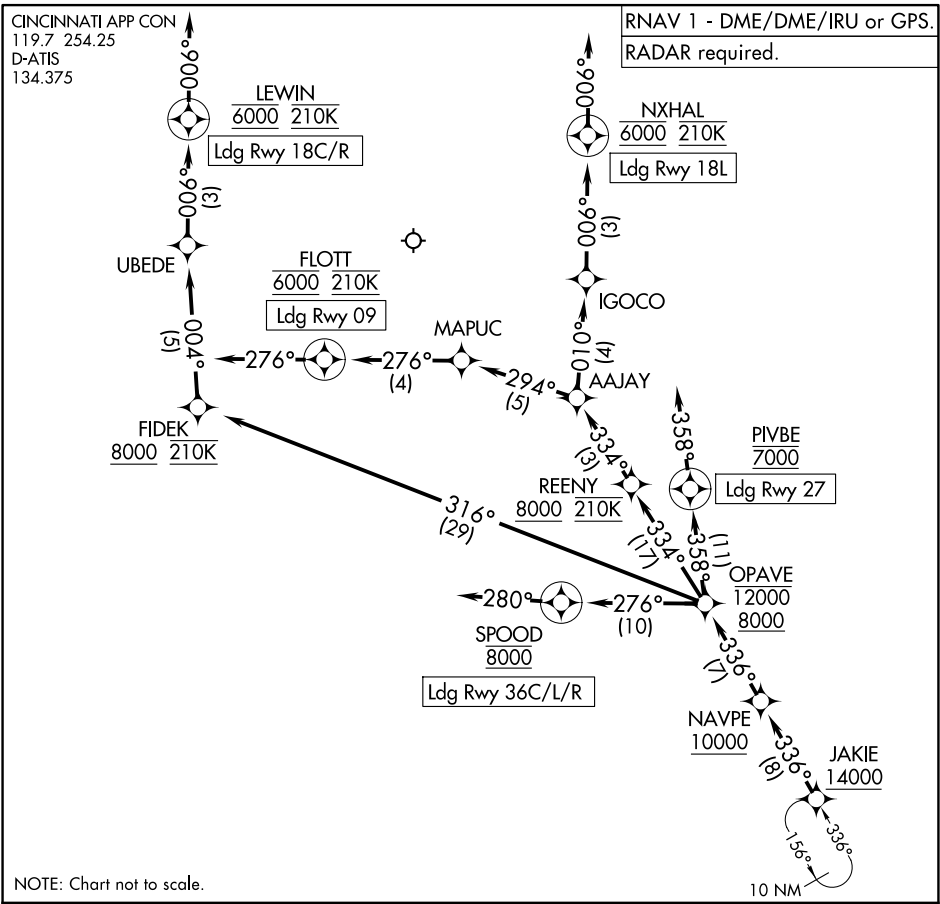 CINCINNATI APP CON
119.7 254.25
D-ATIS
134.375
RNAV 1 - DME/DME/IRU or GPS.
RADAR required.
006°
LEWIN
6000 210K
Ldg Rwy 18C/R
006°
(3)
UBEDE
004°
(5)
FIDEK
8000 210K
006°
NXHAL
6000 210K
Ldg Rwy 18L
006°
(3)
IGOCO
010°
(4)
AAJAY
FLOTT
6000 210K
Ldg Rwy 09
276°
276°
(4)
MAPUC
294°
(5)
334°
(3)
REENY
8000 210K
334°
(17)
358°
PIVBE
7000
Ldg Rwy 27
358°
(11)
316°
(29)
OPAVE
12000
8000
280°
276°
(10)
SPOOD
8000
Ldg Rwy 36C/L/R
336°
(7)
NAVPE
10000
336°
(8)
JAKIE
14000
156°
336°
10 NM
NOTE: Chart not to scale.